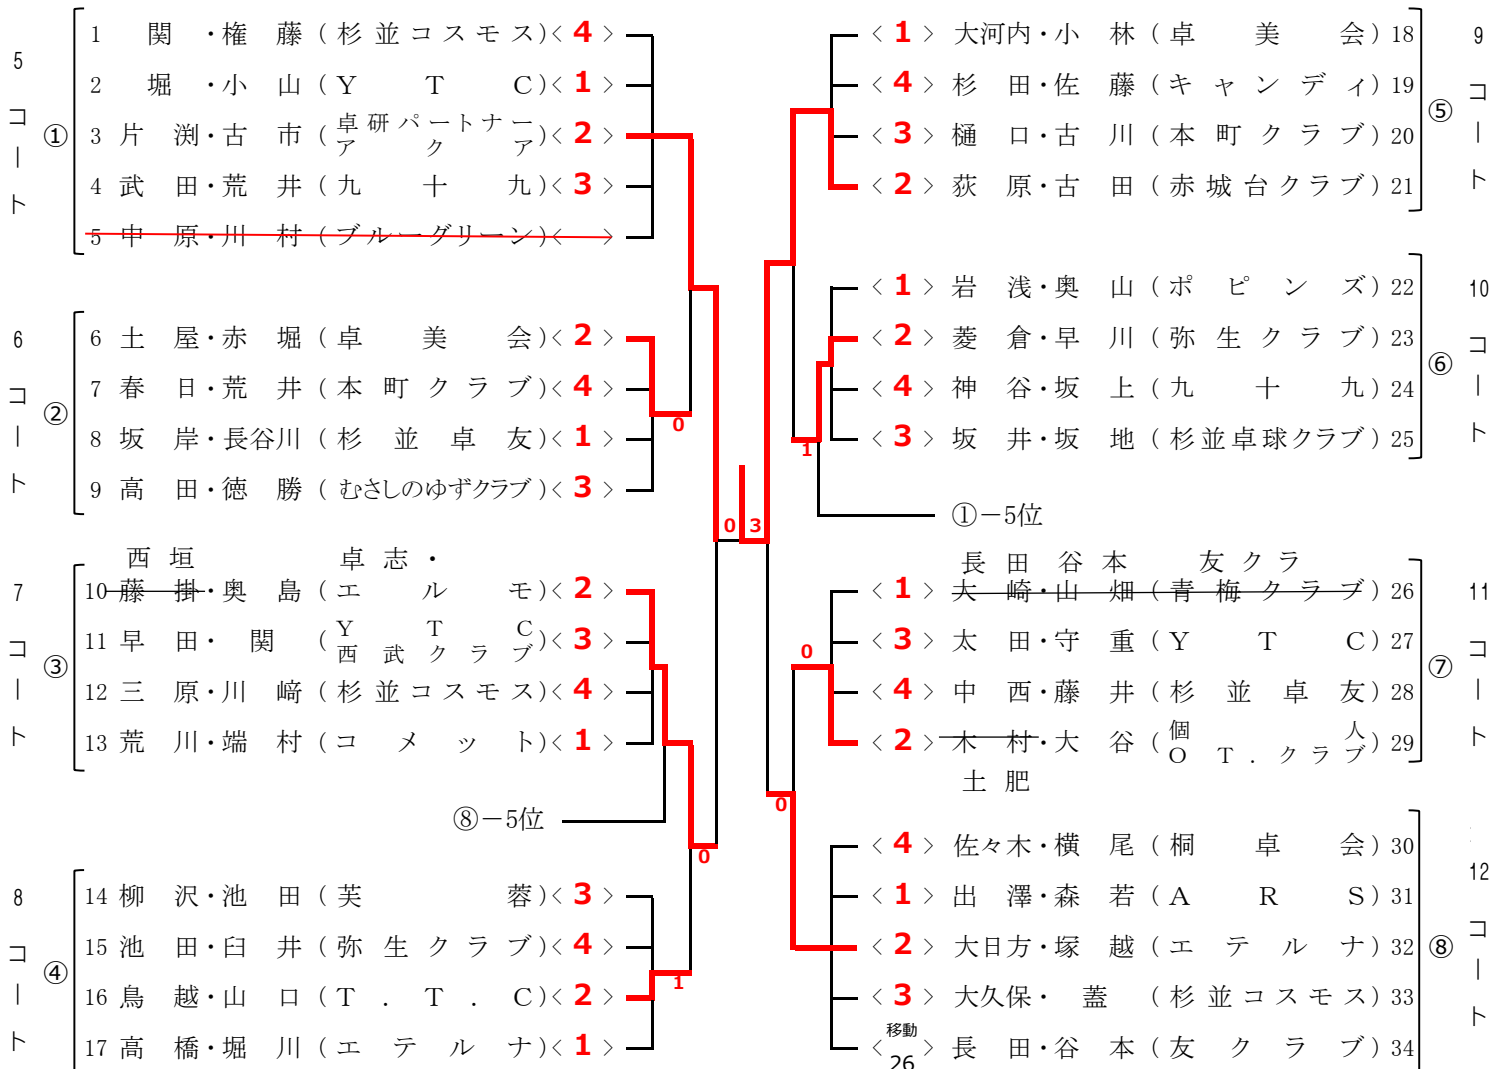 5コート
①
1 関・権藤(杉並コスモス)<4>
2 堀・小山(YTC)<1>
3 片渕・古市(卓研パートナー アクア)<2>
4 武田・荒井(九十九)<3>
5 中原・川村(ブルーグリーン)< >
6コート
②
6 土屋・赤堀(卓美会)<2>
7 春日・荒井(本町クラブ)<4>
8 坂岸・長谷川(杉並卓友)<1>
9 高田・徳勝(むさしのゆずクラブ)<3>
0
7コート
③
西垣 卓志・
10 藤掛・奥島(エルモ)<2>
11 早田・関(YTC 西武クラブ)<3>
12 三原・川﨑(杉並コスモス)<4>
13 荒川・端村(コメット)<1>
⑧−5位
0
8コート
④
14 柳沢・池田(芙蓉)<3>
15 池田・臼井(弥生クラブ)<4>
16 鳥越・山口(T.T.C)<2>
17 高橋・堀川(エテルナ)<1>
1
0 3
9コート
⑤
<1>大河内・小林(卓美会)18
<4>杉田・佐藤(キャンディ)19
<3>樋口・古川(本町クラブ)20
<2>荻原・古田(赤城台クラブ)21
10コート
⑥
<1>岩浅・奥山(ポピンズ)22
<2>菱倉・早川(弥生クラブ)23
<4>神谷・坂上(九十九)24
<3>坂井・坂地(杉並卓球クラブ)25
1
①−5位
11コート
⑦
長田谷本 友クラ
<1>大崎・山畑(青梅クラブ)26
<3>太田・守重(YTC)27
<4>中西・藤井(杉並卓友)28
<2>木村・大谷(個人 OT.クラブ)29
土肥
0
0
12コート
⑧
<4>佐々木・横尾(桐卓会)30
<1>出澤・森若(ARS)31
<2>大日方・塚越(エテルナ)32
<3>大久保・蓋(杉並コスモス)33
<移動 26>長田・谷本(友クラブ)34